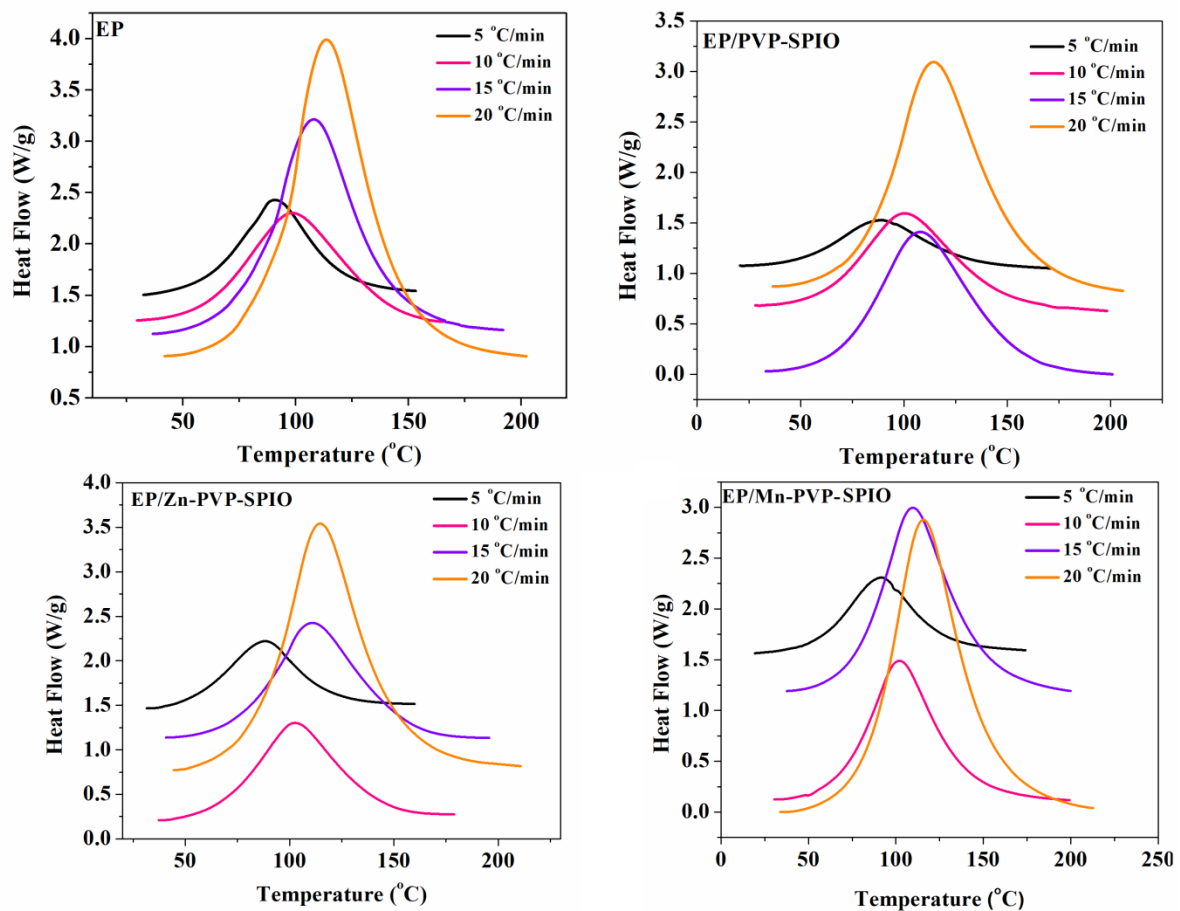 EP
5 °C/min
10 °C/min
15 °C/min
20 °C/min
4.0
3.5
3.0
2.5
2.0
1.5
1.0
0.5
Heat Flow (W/g)
50
100
150
200
Temperature (°C)
EP/PVP-SPIO
5 °C/min
10 °C/min
15 °C/min
20 °C/min
3.5
3.0
2.5
2.0
1.5
1.0
0.5
0.0
Heat Flow (W/g)
0
50
100
150
200
Temperature (°C)
EP/Zn-PVP-SPIO
5 °C/min
10 °C/min
15 °C/min
20 °C/min
4.0
3.5
3.0
2.5
2.0
1.5
1.0
0.5
0.0
Heat Flow (W/g)
50
100
150
200
Temperature (°C)
EP/Mn-PVP-SPIO
5 °C/min
10 °C/min
15 °C/min
20 °C/min
3.0
2.5
2.0
1.5
1.0
0.5
0.0
Heat Flow (W/g)
0
50
100
150
200
250
Temperature (°C)